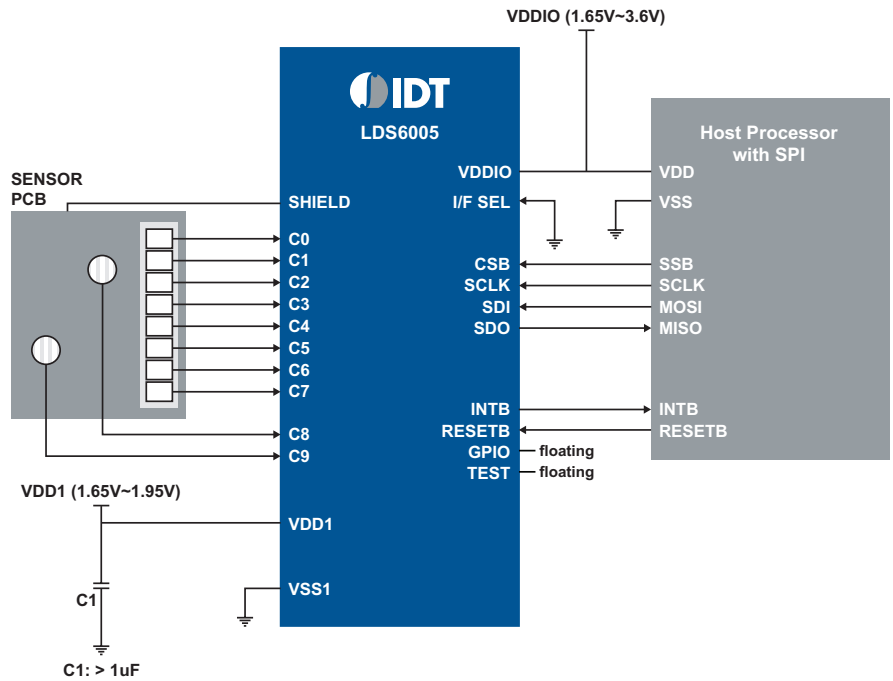 VDDIO (1.65V~3.6V)
IDT
LDS6005
Host Processor
with SPI
SENSOR
PCB
SHIELD
C0
C1
C2
C3
C4
C5
C6
C7
C8
C9
VDD1 (1.65V~1.95V)
VDD1
VSS1
C1
C1: > 1uF
VDDIO
I/F SEL
CSB
SCLK
SDI
SDO
INTB
RESETB
GPIO
TEST
floating
floating
VDD
VSS
SSB
SCLK
MOSI
MISO
INTB
RESETB